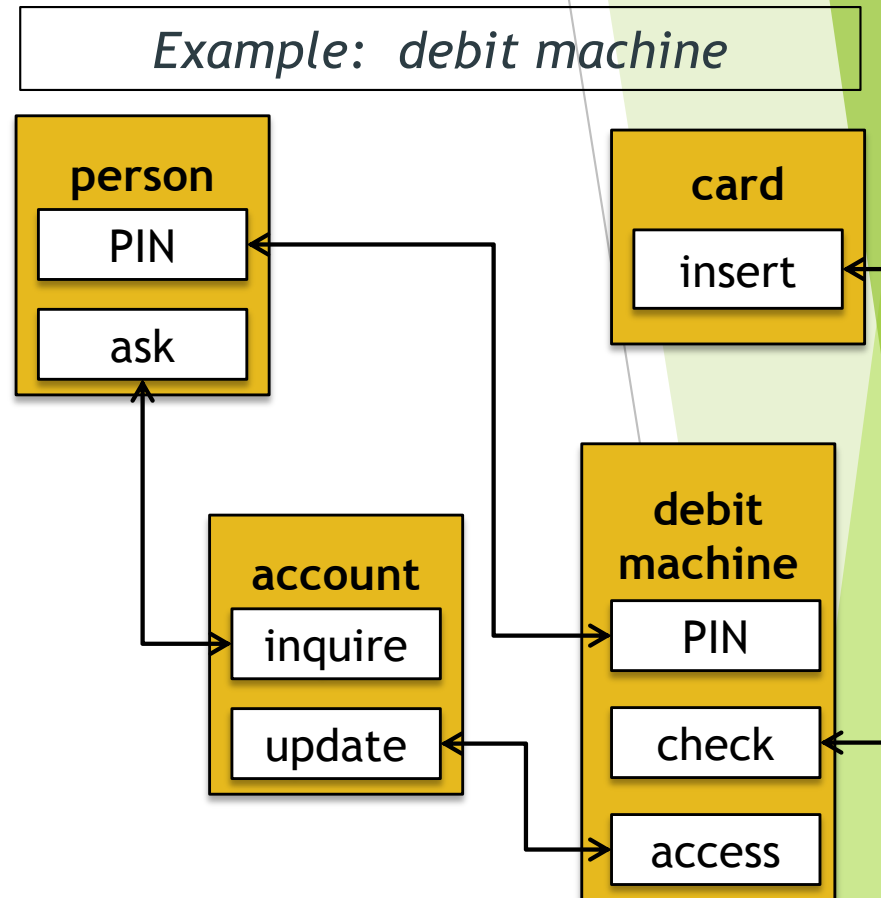 Example: debit machine
person
PIN
ask
card
insert
account
inquire
update
debit
machine
PIN
check
access